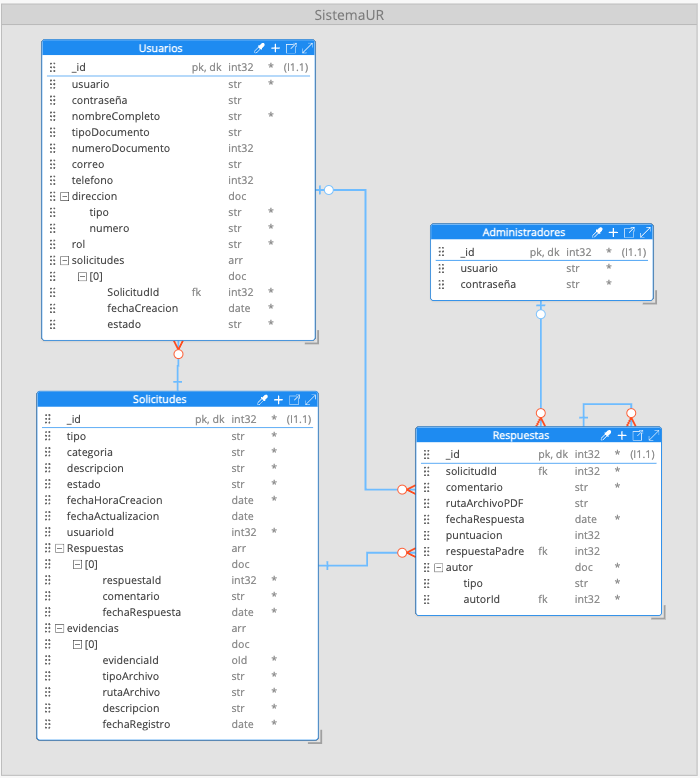 SistemaUR
Usuarios
_id pk, dk int32 * (I1.1)
usuario str *
contraseña str
nombreCompleto str *
tipoDocumento str
numeroDocumento int32
correo str
telefono int32
direccion doc
tipo str *
numero str *
rol str *
solicitudes arr
[0] doc
SolicitudId fk int32 *
fechaCreacion date *
estado str *
Administradores
_id pk, dk int32 * (I1.1)
usuario str *
contraseña str *
Solicitudes
_id pk, dk int32 * (I1.1)
tipo str *
categoria str *
descripcion str *
estado str *
fechaHoraCreacion date *
fechaActualizacion date
usuarioId int32 *
Respuestas arr
[0] doc
respuestaId int32 *
comentario str *
fechaRespuesta date *
evidencias arr
[0] doc
evidenciaId oId *
tipoArchivo str *
rutaArchivo str *
descripcion str *
fechaRegistro date *
Respuestas
_id pk, dk int32 * (I1.1)
solicitudId fk int32 *
comentario str *
rutaArchivoPDF str
fechaRespuesta date *
puntuacion int32
respuestaPadre fk int32
autor doc *
tipo str *
autorId fk int32 *